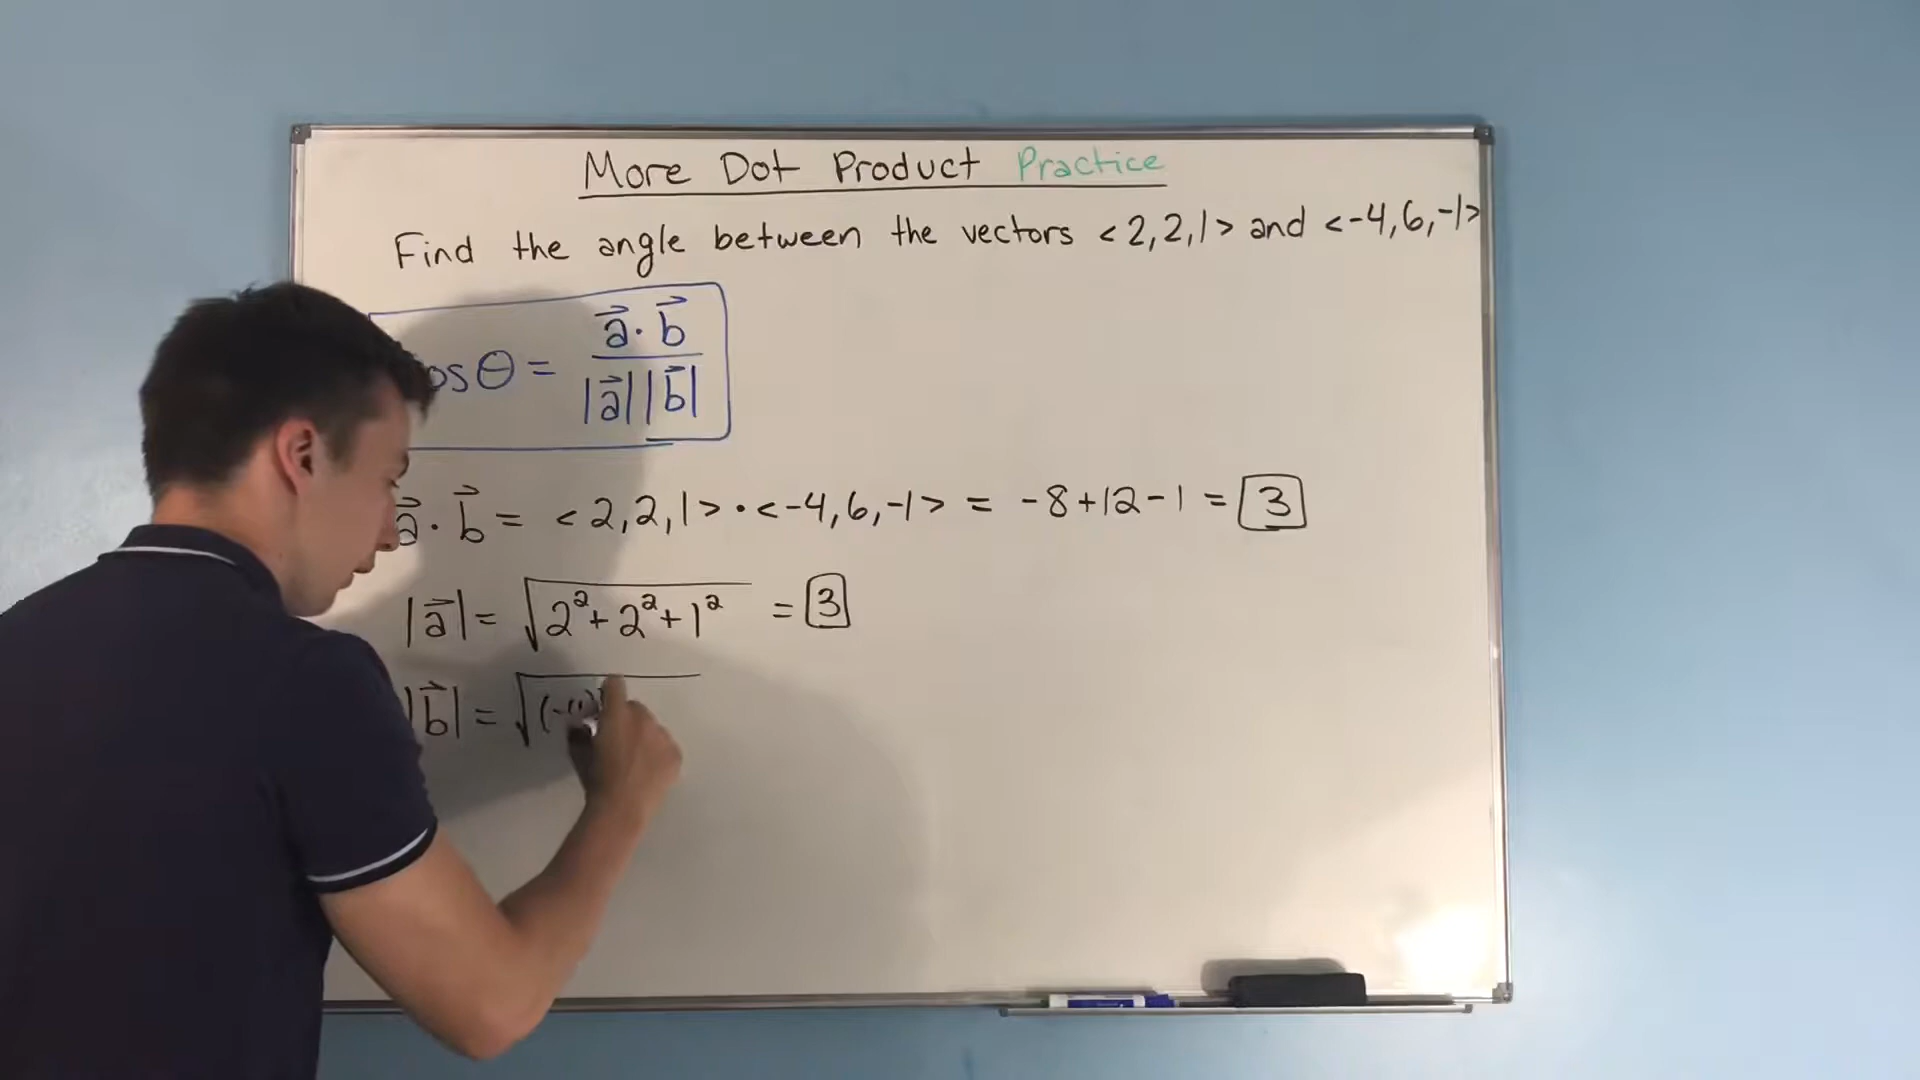 More Dot Product Practice
Find the angle between the vectors <2,2,1> and <-4,6,-1>
osθ = a⃗·b⃗ / |a⃗||b⃗|
a⃗·b⃗ = <2,2,1>·<-4,6,-1> = -8+12-1 = 3
|a⃗| = √(2²+2²+1²) = 3
|b⃗| = √(-